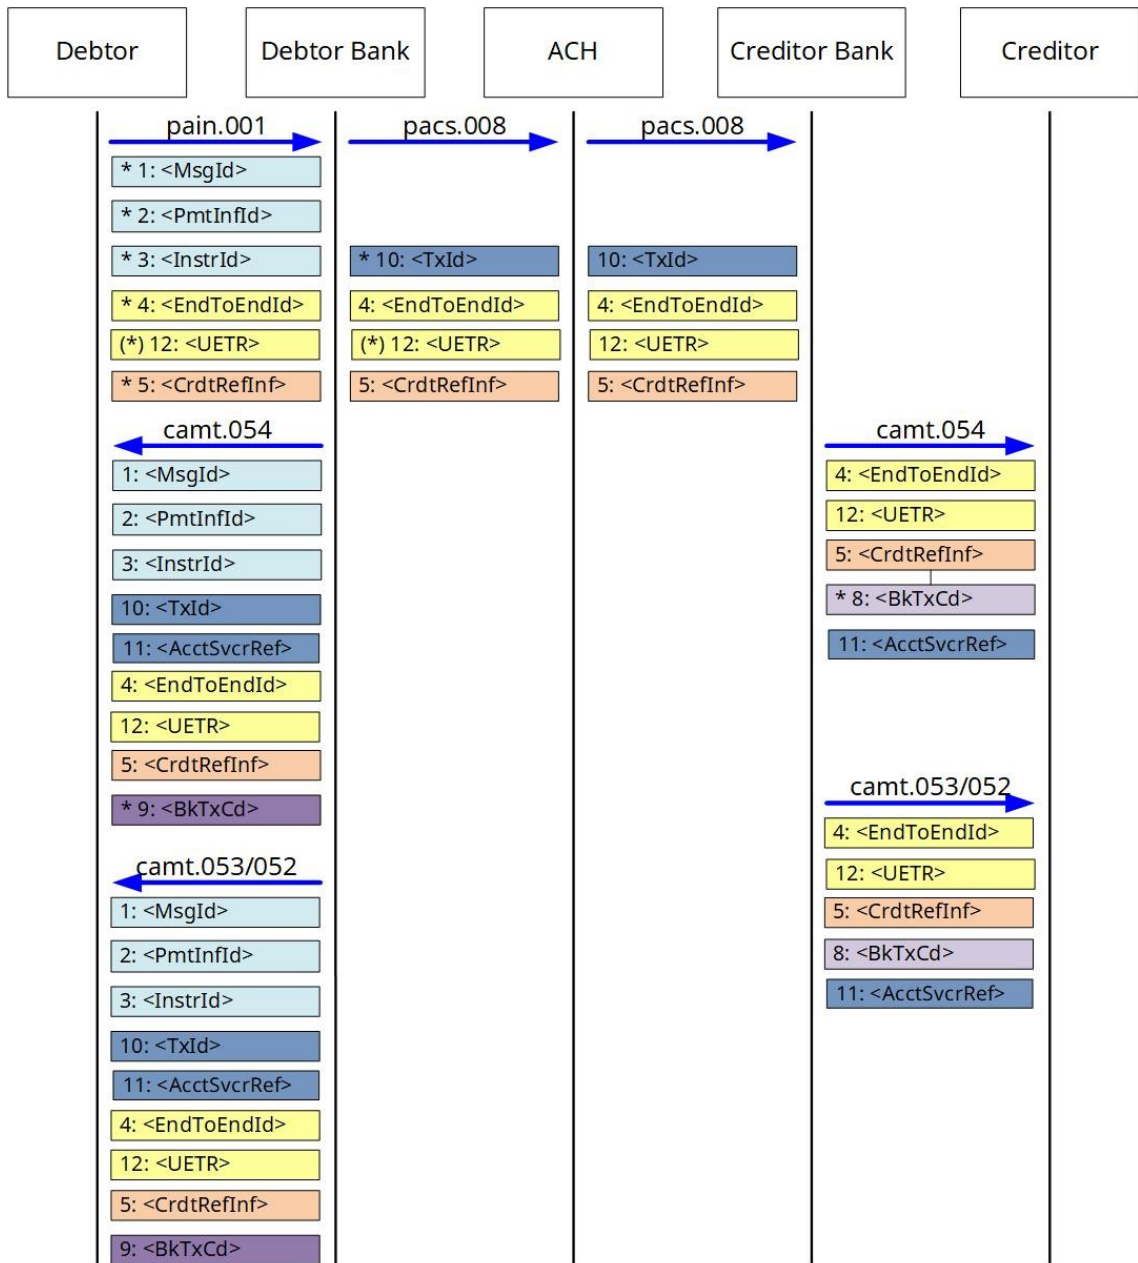 Debtor
Debtor Bank
ACH
Creditor Bank
Creditor
pain.001
pacs.008
pacs.008
* 1: <MsgId>
* 2: <PmtInfId>
* 3: <InstrId>
* 10: <TxId>
10: <TxId>
* 4: <EndToEndId>
4: <EndToEndId>
4: <EndToEndId>
(*) 12: <UETR>
(*) 12: <UETR>
12: <UETR>
* 5: <CrdtRefInf>
5: <CrdtRefInf>
5: <CrdtRefInf>
camt.054
1: <MsgId>
2: <PmtInfId>
3: <InstrId>
10: <TxId>
11: <AcctSvcrRef>
4: <EndToEndId>
12: <UETR>
5: <CrdtRefInf>
* 9: <BkTxCd>
camt.054
4: <EndToEndId>
12: <UETR>
5: <CrdtRefInf>
* 8: <BkTxCd>
11: <AcctSvcrRef>
camt.053/052
1: <MsgId>
2: <PmtInfId>
3: <InstrId>
10: <TxId>
11: <AcctSvcrRef>
4: <EndToEndId>
12: <UETR>
5: <CrdtRefInf>
9: <BkTxCd>
camt.053/052
4: <EndToEndId>
12: <UETR>
5: <CrdtRefInf>
8: <BkTxCd>
11: <AcctSvcrRef>